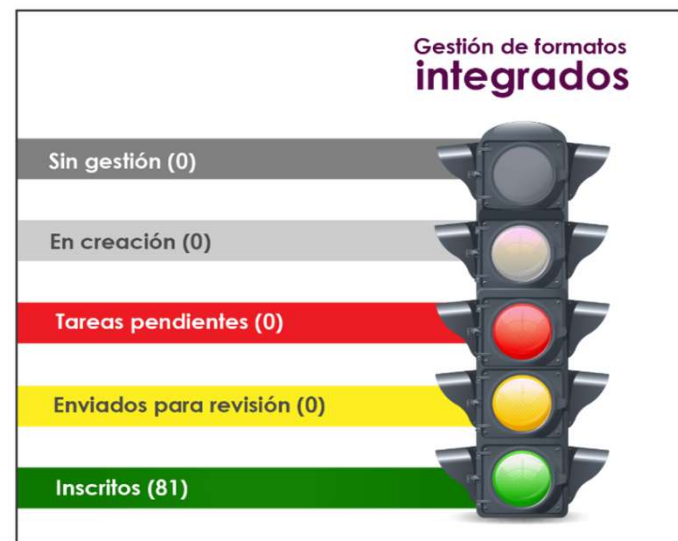 Gestión de formatos
integrados
Sin gestión (0)
En creación (0)
Tareas pendientes (0)
Enviados para revisión (0)
Inscritos (81)